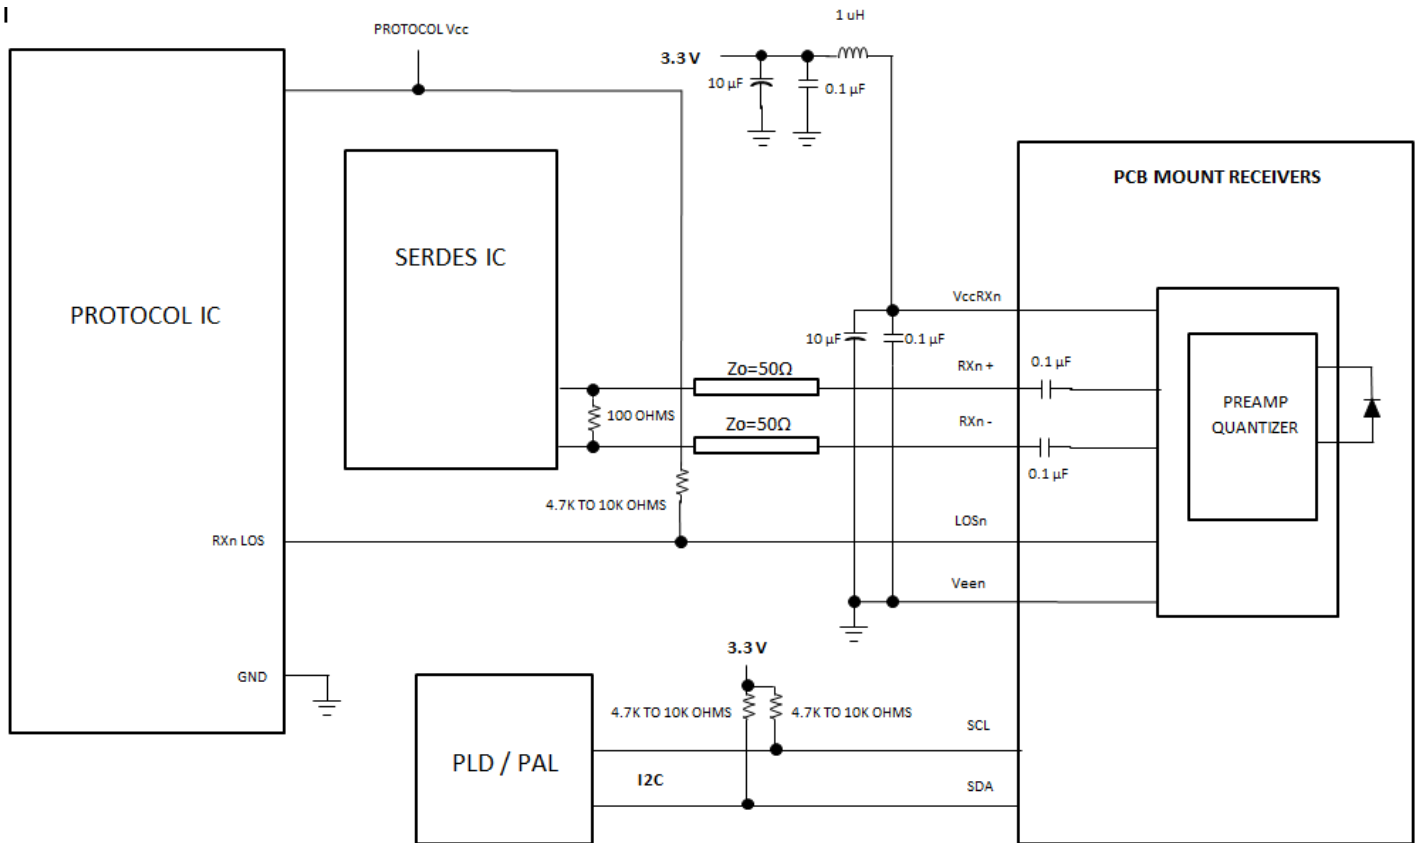 I
PROTOCOL Vcc
1 uH
3.3 V
10 µF
0.1 µF
PCB MOUNT RECEIVERS
SERDES IC
PROTOCOL IC
VccRXn
10 µF
0.1 µF
Zo=50Ω
RXn +
0.1 µF
100 OHMS
PREAMP
QUANTIZER
Zo=50Ω
RXn -
0.1 µF
4.7K TO 10K OHMS
LOSn
RXn LOS
Veen
3.3 V
GND
4.7K TO 10K OHMS
4.7K TO 10K OHMS
SCL
PLD / PAL
I2C
SDA